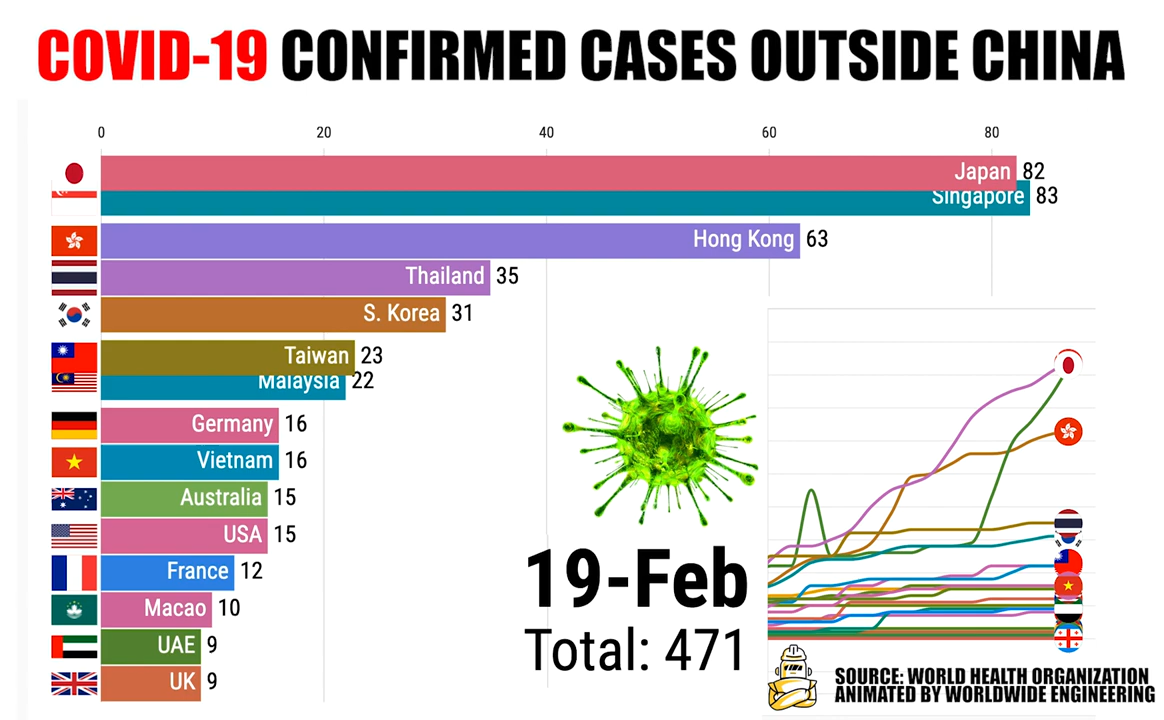 COVID-19 CONFIRMED CASES OUTSIDE CHINA
0 20 40 60 80
Japan 82
Singapore 83
Hong Kong 63
Thailand 35
S. Korea 31
Taiwan 23
Malaysia 22
Germany 16
Vietnam 16
Australia 15
USA 15
France 12
Macao 10
UAE 9
UK 9
19-Feb
Total: 471
SOURCE: WORLD HEALTH ORGANIZATION
ANIMATED BY WORLDWIDE ENGINEERING